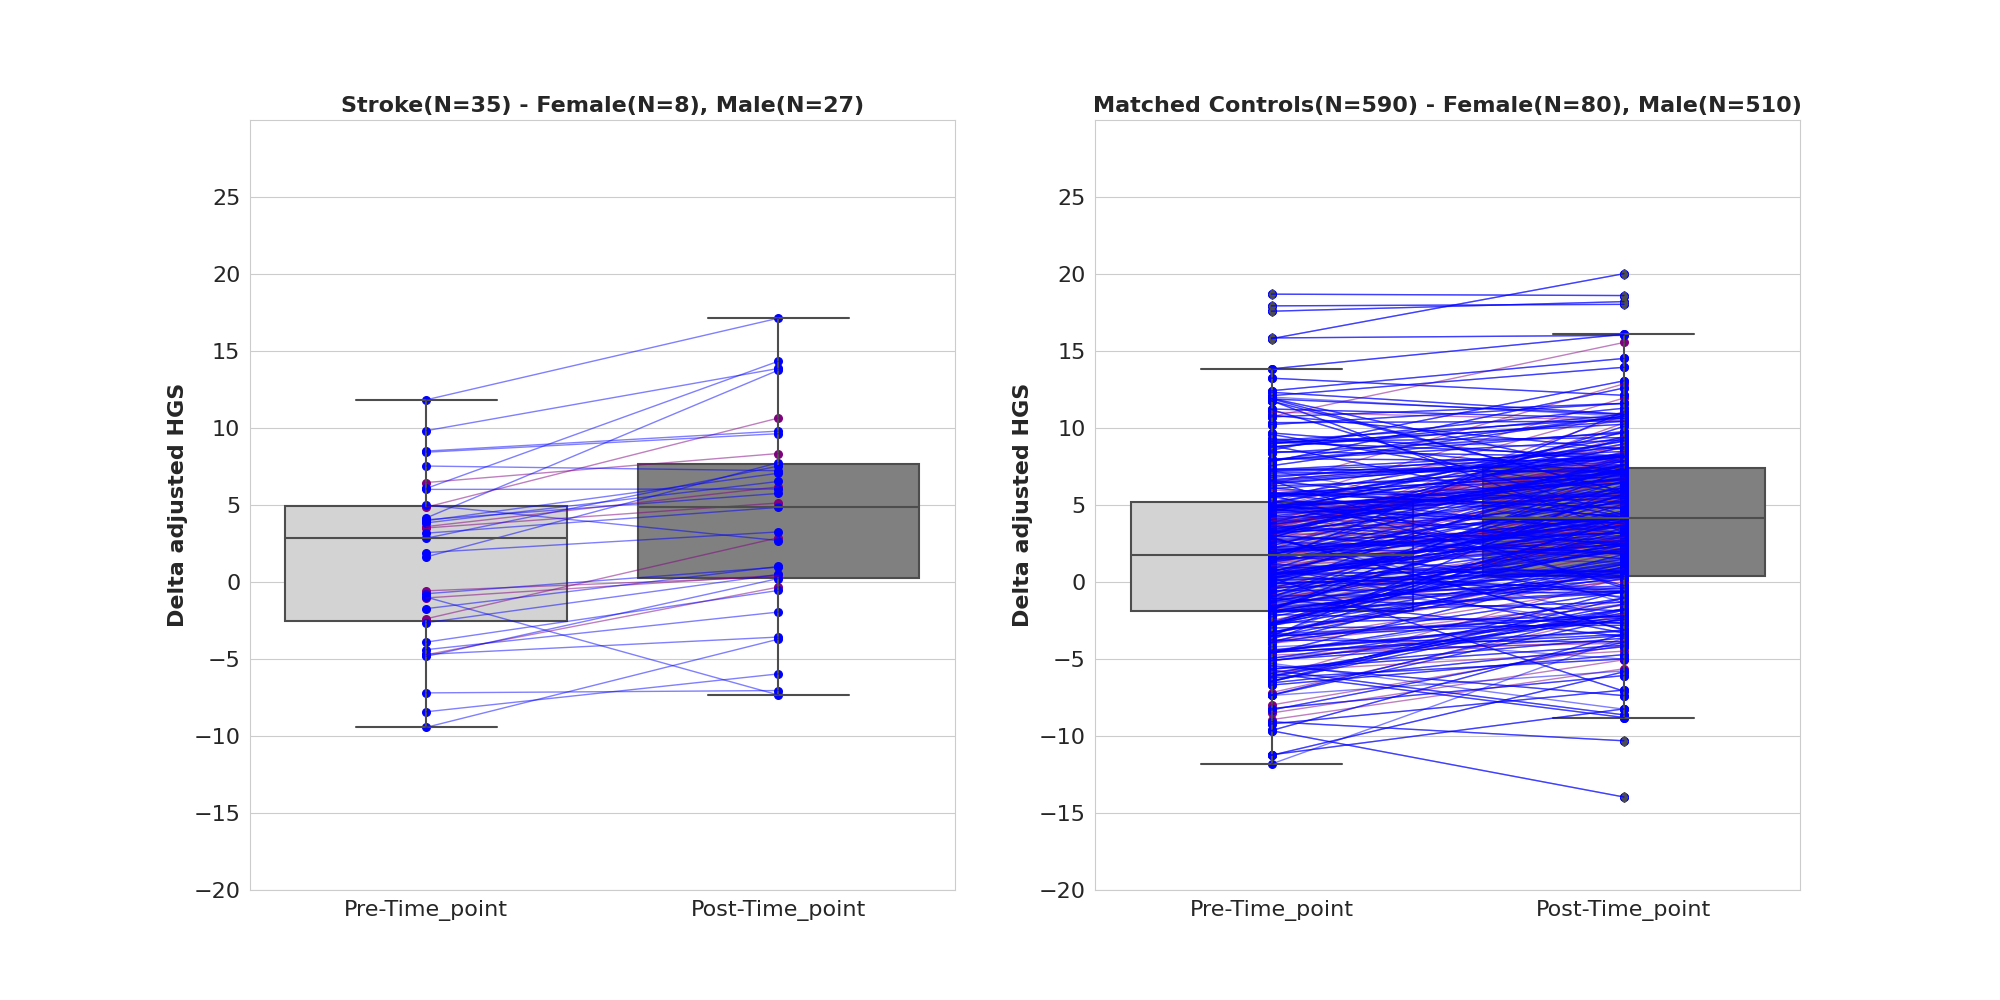 Stroke(N=35) - Female(N=8), Male(N=27)
Delta adjusted HGS
25
20
15
10
5
0
−5
−10
−15
−20
Pre-Time_point
Post-Time_point
Matched Controls(N=590) - Female(N=80), Male(N=510)
Delta adjusted HGS
25
20
15
10
5
0
−5
−10
−15
−20
Pre-Time_point
Post-Time_point